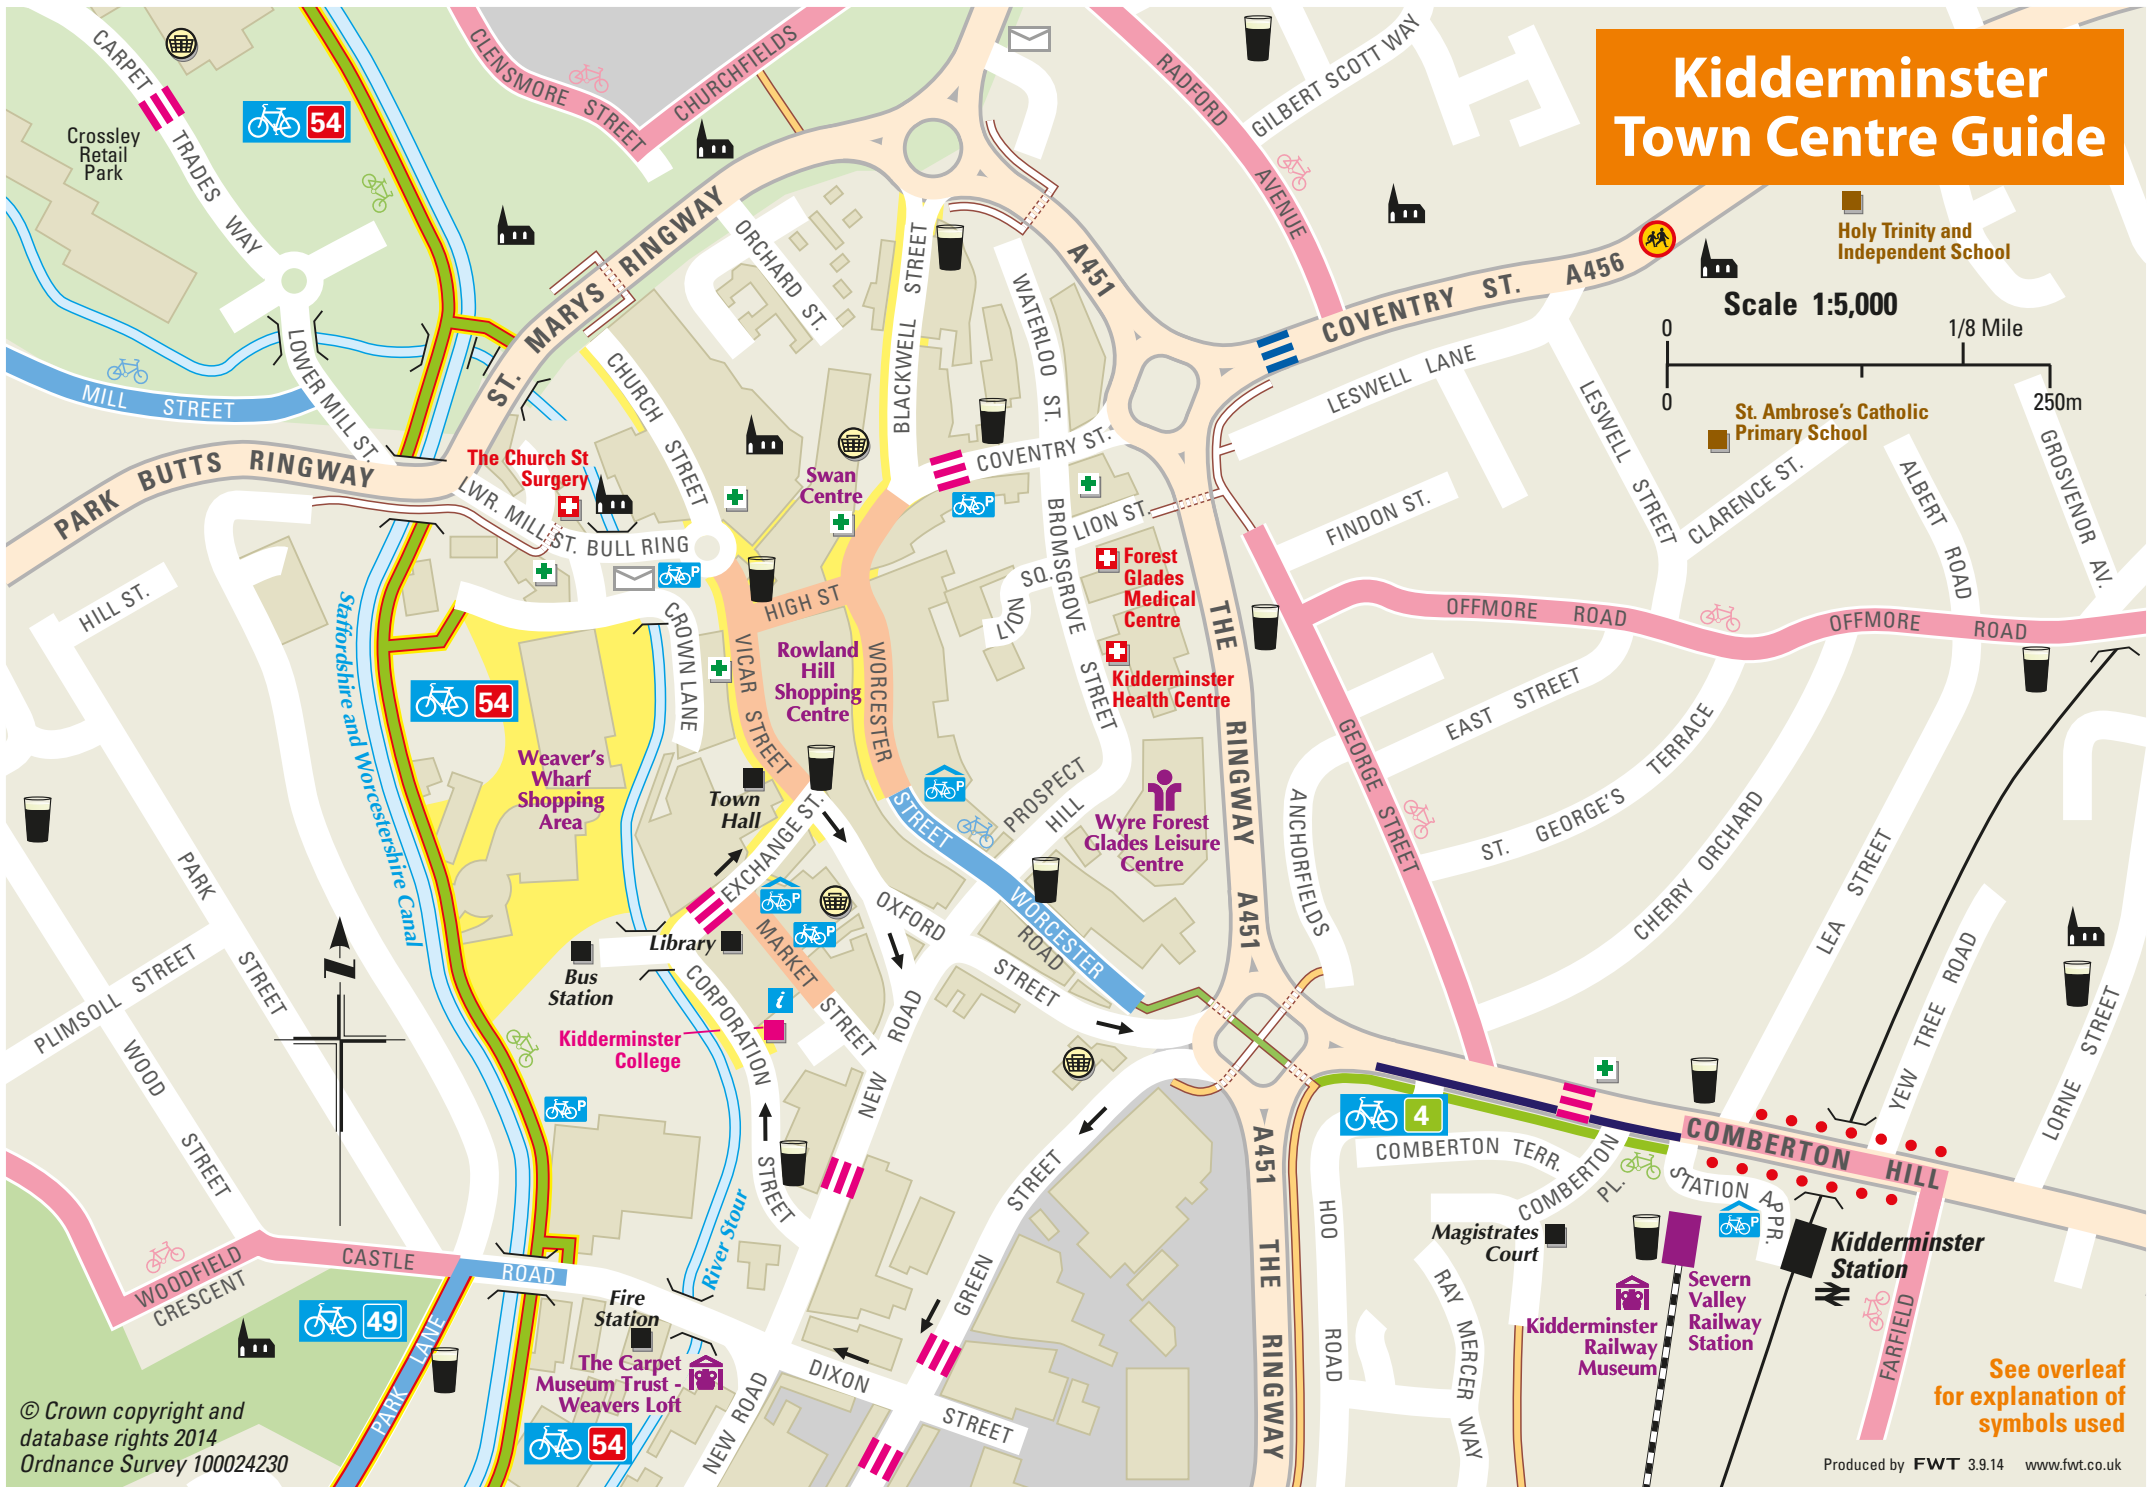 Kidderminster
Town Centre Guide
CARPET
TRADES
WAY
Crossley
Retail
Park
54
CLENSMORE STREET
CHURCHFIELDS
RADFORD
AVENUE
GILBERT SCOTT WAY
Holy Trinity and
Independent School
Scale 1:5,000
0
1/8 Mile
0
250m
St. Ambrose's Catholic
Primary School
ST. MARYS RINGWAY
ORCHARD ST.
BLACKWELL STREET
WATERLOO ST.
A451
COVENTRY ST. A456
LESWELL LANE
LESWELL STREET
CLARENCE ST.
ALBERT ROAD
GROSVENOR AV.
LOWER MILL ST.
MILL STREET
PARK BUTTS RINGWAY
CHURCH STREET
The Church St
Surgery
LWR. MILL ST.
BULL RING
Swan
Centre
COVENTRY ST.
BROMSGROVE STREET
LION ST.
LION SQ.
FINDON ST.
Forest
Glades
Medical
Centre
Kidderminster
Health Centre
HILL ST.
Staffordshire and Worcestershire Canal
54
CROWN LANE
VICAR STREET
HIGH ST
Rowland
Hill
Shopping
Centre
WORCESTER
STREET
THE RINGWAY A451
OFFMORE ROAD
OFFMORE ROAD
EAST STREET
ST. GEORGE'S TERRACE
GEORGE STREET
ANCHORFIELDS
CHERRY ORCHARD
LEA STREET
YEW TREE ROAD
LORNE STREET
Weaver's
Wharf
Shopping
Area
Town
Hall
EXCHANGE ST.
PROSPECT
HILL
Wyre Forest
Glades Leisure
Centre
OXFORD
STREET
WORCESTER
ROAD
PARK
STREET
PLIMSOLL STREET
WOOD
STREET
N
Library
Bus
Station
MARKET
STREET
CORPORATION
STREET
i
Kidderminster
College
NEW ROAD
River Stour
GREEN STREET
A451 THE RINGWAY
4
COMBERTON TERR.
COMBERTON
PL.
COMBERTON HILL
STATION APPR.
HOO
ROAD
RAY MERCER WAY
Magistrates
Court
Kidderminster
Station
Severn
Valley
Railway
Station
Kidderminster
Railway
Museum
FARFIELD
WOODFIELD
CRESCENT
CASTLE
ROAD
49
PARK LANE
Fire
Station
The Carpet
Museum Trust -
Weavers Loft
54
NEW ROAD
DIXON
STREET
See overleaf
for explanation of
symbols used
© Crown copyright and
database rights 2014
Ordnance Survey 100024230
Produced by FWT 3.9.14 www.fwt.co.uk
P
P
P
P
P
P
P